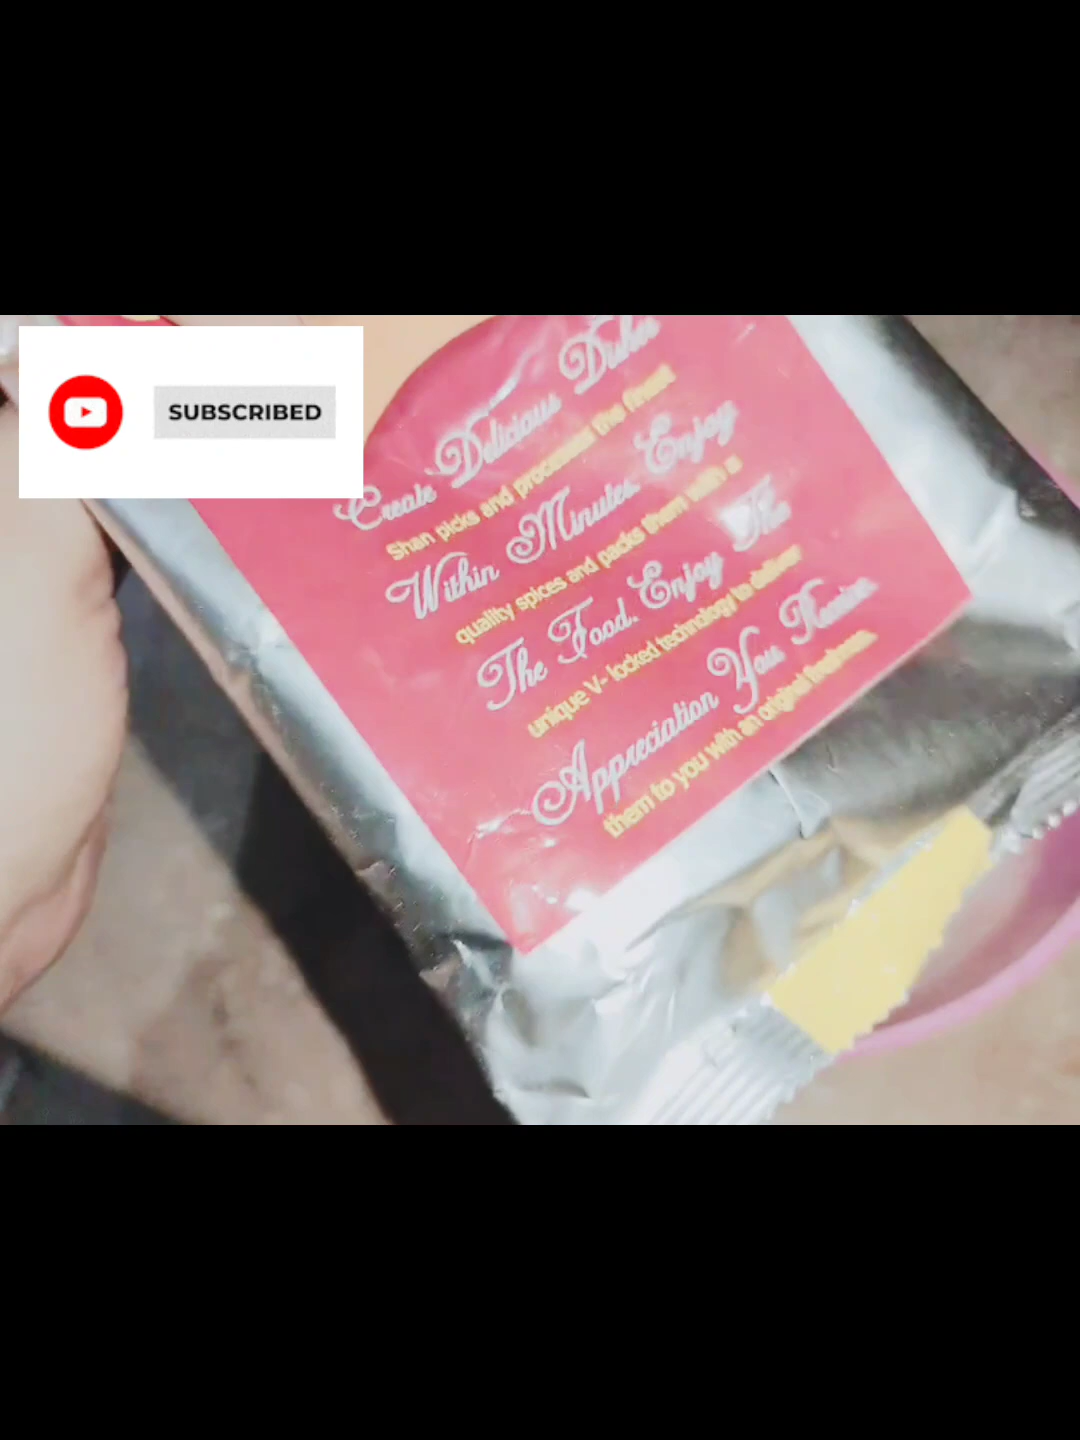 SUBSCRIBED
Create Delicious Dishes
Shan picks and processes the finest
Within Minutes. Enjoy
quality spices and packs them with a
The Food. Enjoy The
unique V- locked technology to deliver
Appreciation You Receive.
them to you with an original freshness.